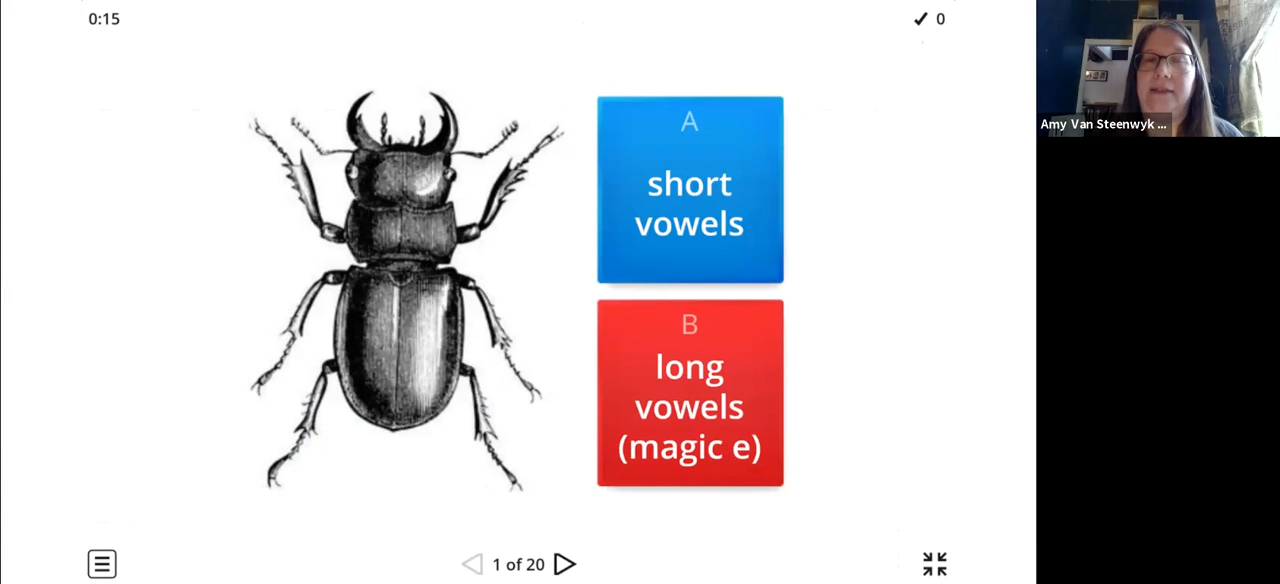 0:15
✓ 0
A
short
vowels
B
long
vowels
(magic e)
1 of 20
Amy Van Steenwyk ...